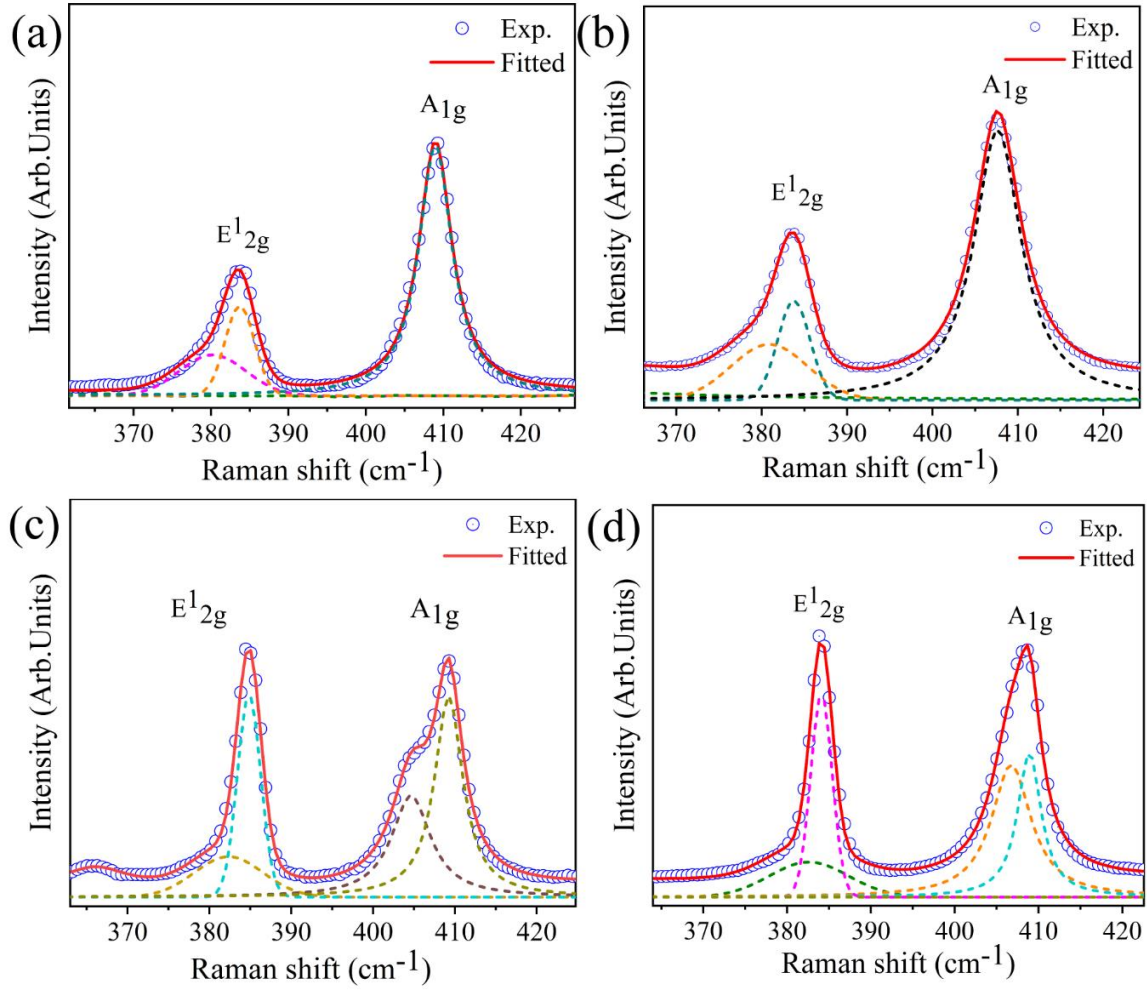 (a)
Exp.
Fitted
E¹2g
A1g
Intensity (Arb.Units)
370 380 390 400 410 420
Raman shift (cm⁻¹)
(b)
Exp.
Fitted
E¹2g
A1g
Intensity (Arb.Units)
370 380 390 400 410 420
Raman shift (cm⁻¹)
(c)
Exp.
Fitted
E¹2g
A1g
Intensity (Arb.Units)
370 380 390 400 410 420
Raman shift (cm⁻¹)
(d)
Exp.
Fitted
E¹2g
A1g
Intensity (Arb.Units)
370 380 390 400 410 420
Raman shift (cm⁻¹)